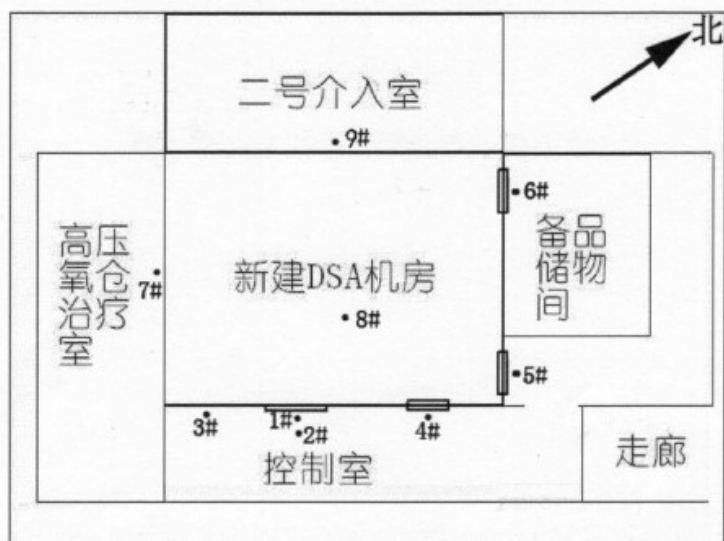 北
二号介入室
9#
6#
高压
氧仓
治疗
室
7#
新建DSA机房
8#
备品
储物
间
5#
3#
1#
2#
4#
控制室
走廊